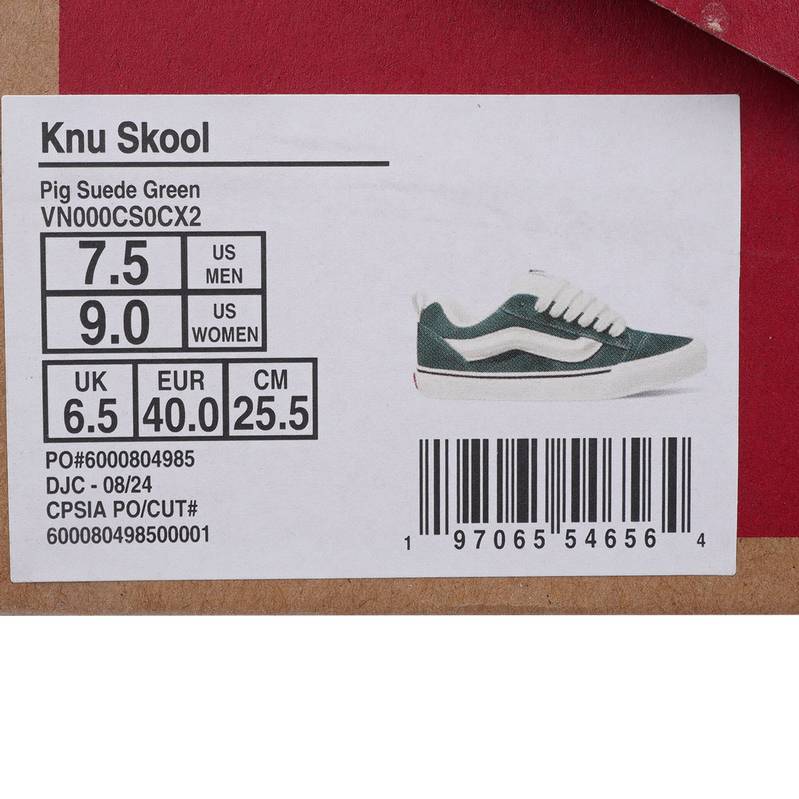 Knu Skool
Pig Suede Green
VN000CS0CX2
7.5 US MEN
9.0 US WOMEN
UK EUR CM
6.5 40.0 25.5
PO#6000804985
DJC - 08/24
CPSIA PO/CUT#
600080498500001
1 97065 54656 4